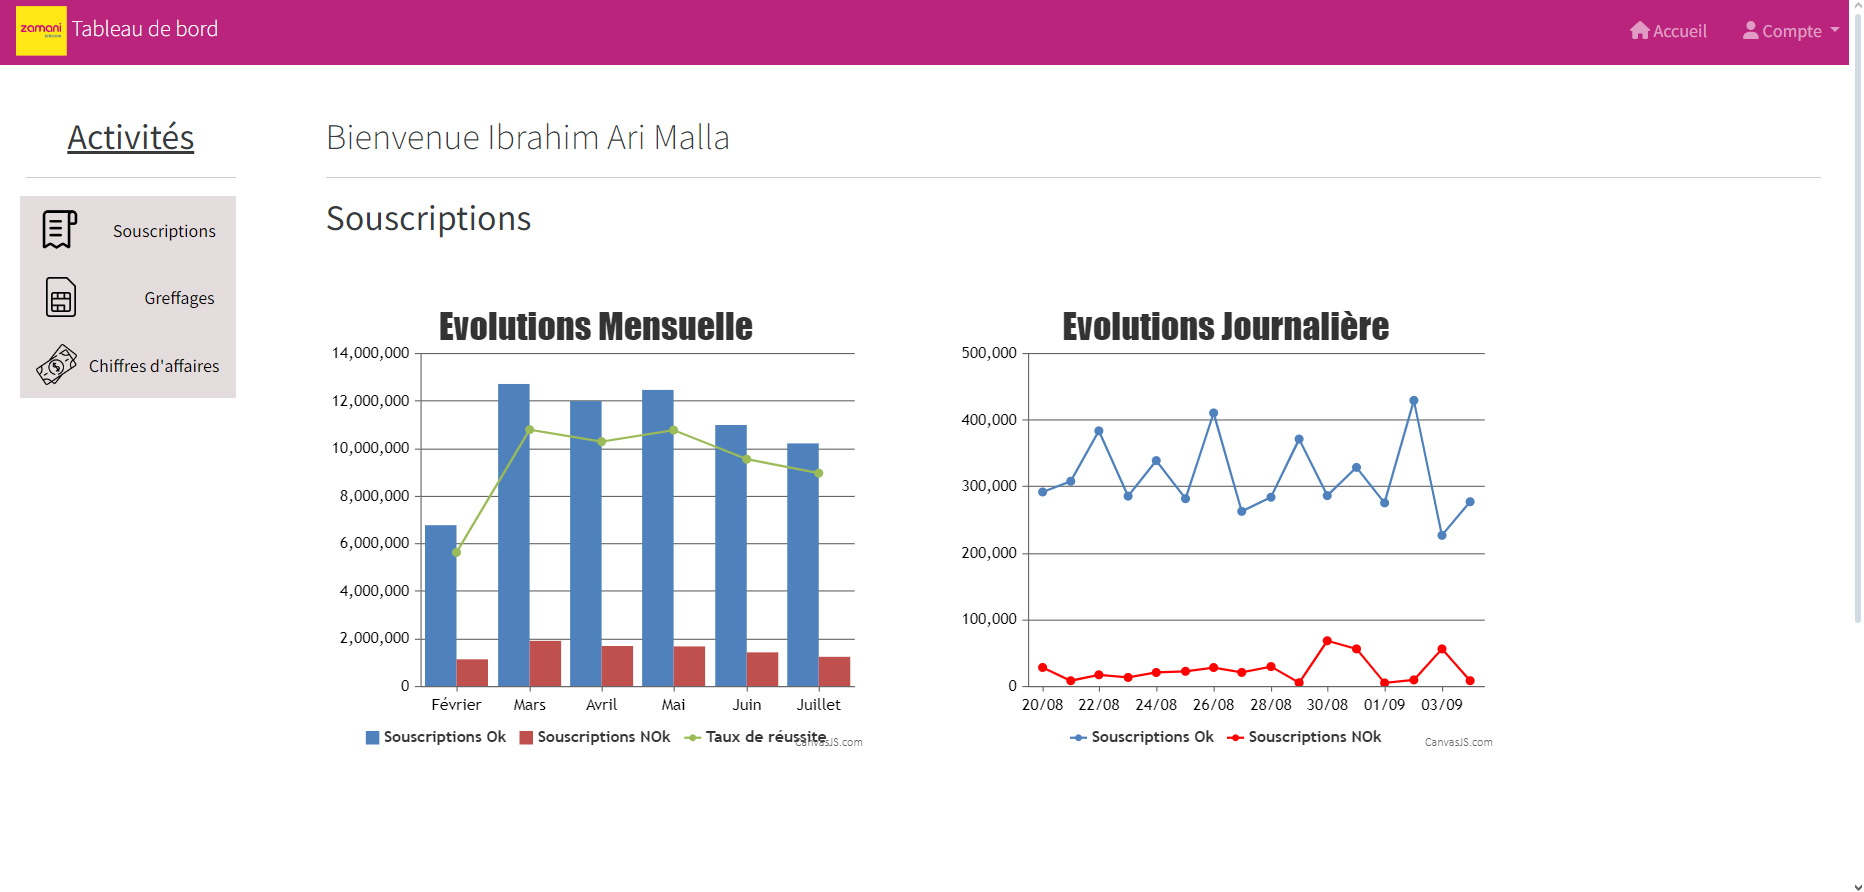 zamani
telecom
Tableau de bord
Accueil
Compte
Activités
Souscriptions
Greffages
Chiffres d'affaires
Bienvenue Ibrahim Ari Malla
Souscriptions
Evolutions Mensuelle
14,000,000
12,000,000
10,000,000
8,000,000
6,000,000
4,000,000
2,000,000
0
Février Mars Avril Mai Juin Juillet
Souscriptions Ok Souscriptions NOk Taux de réussite
CanvasJS.com
Evolutions Journalière
500,000
400,000
300,000
200,000
100,000
0
20/08 22/08 24/08 26/08 28/08 30/08 01/09 03/09
Souscriptions Ok Souscriptions NOk
CanvasJS.com